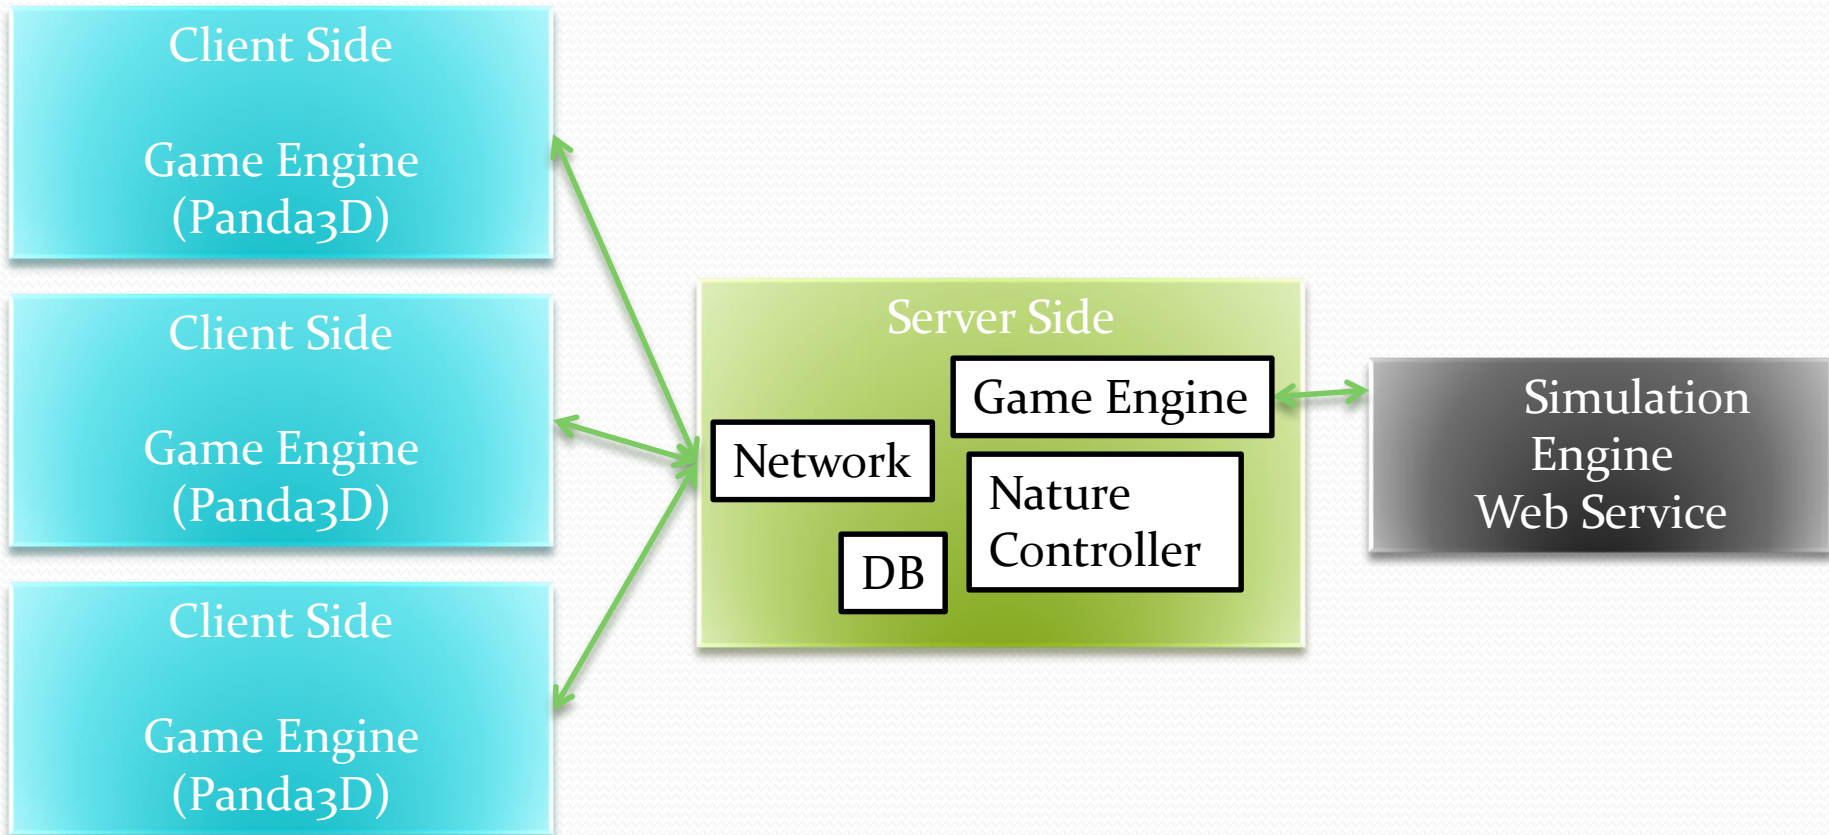 Client Side
Game Engine
(Panda3D)
Client Side
Game Engine
(Panda3D)
Client Side
Game Engine
(Panda3D)
Server Side
Game Engine
Network
Nature
Controller
DB
Simulation
Engine
Web Service